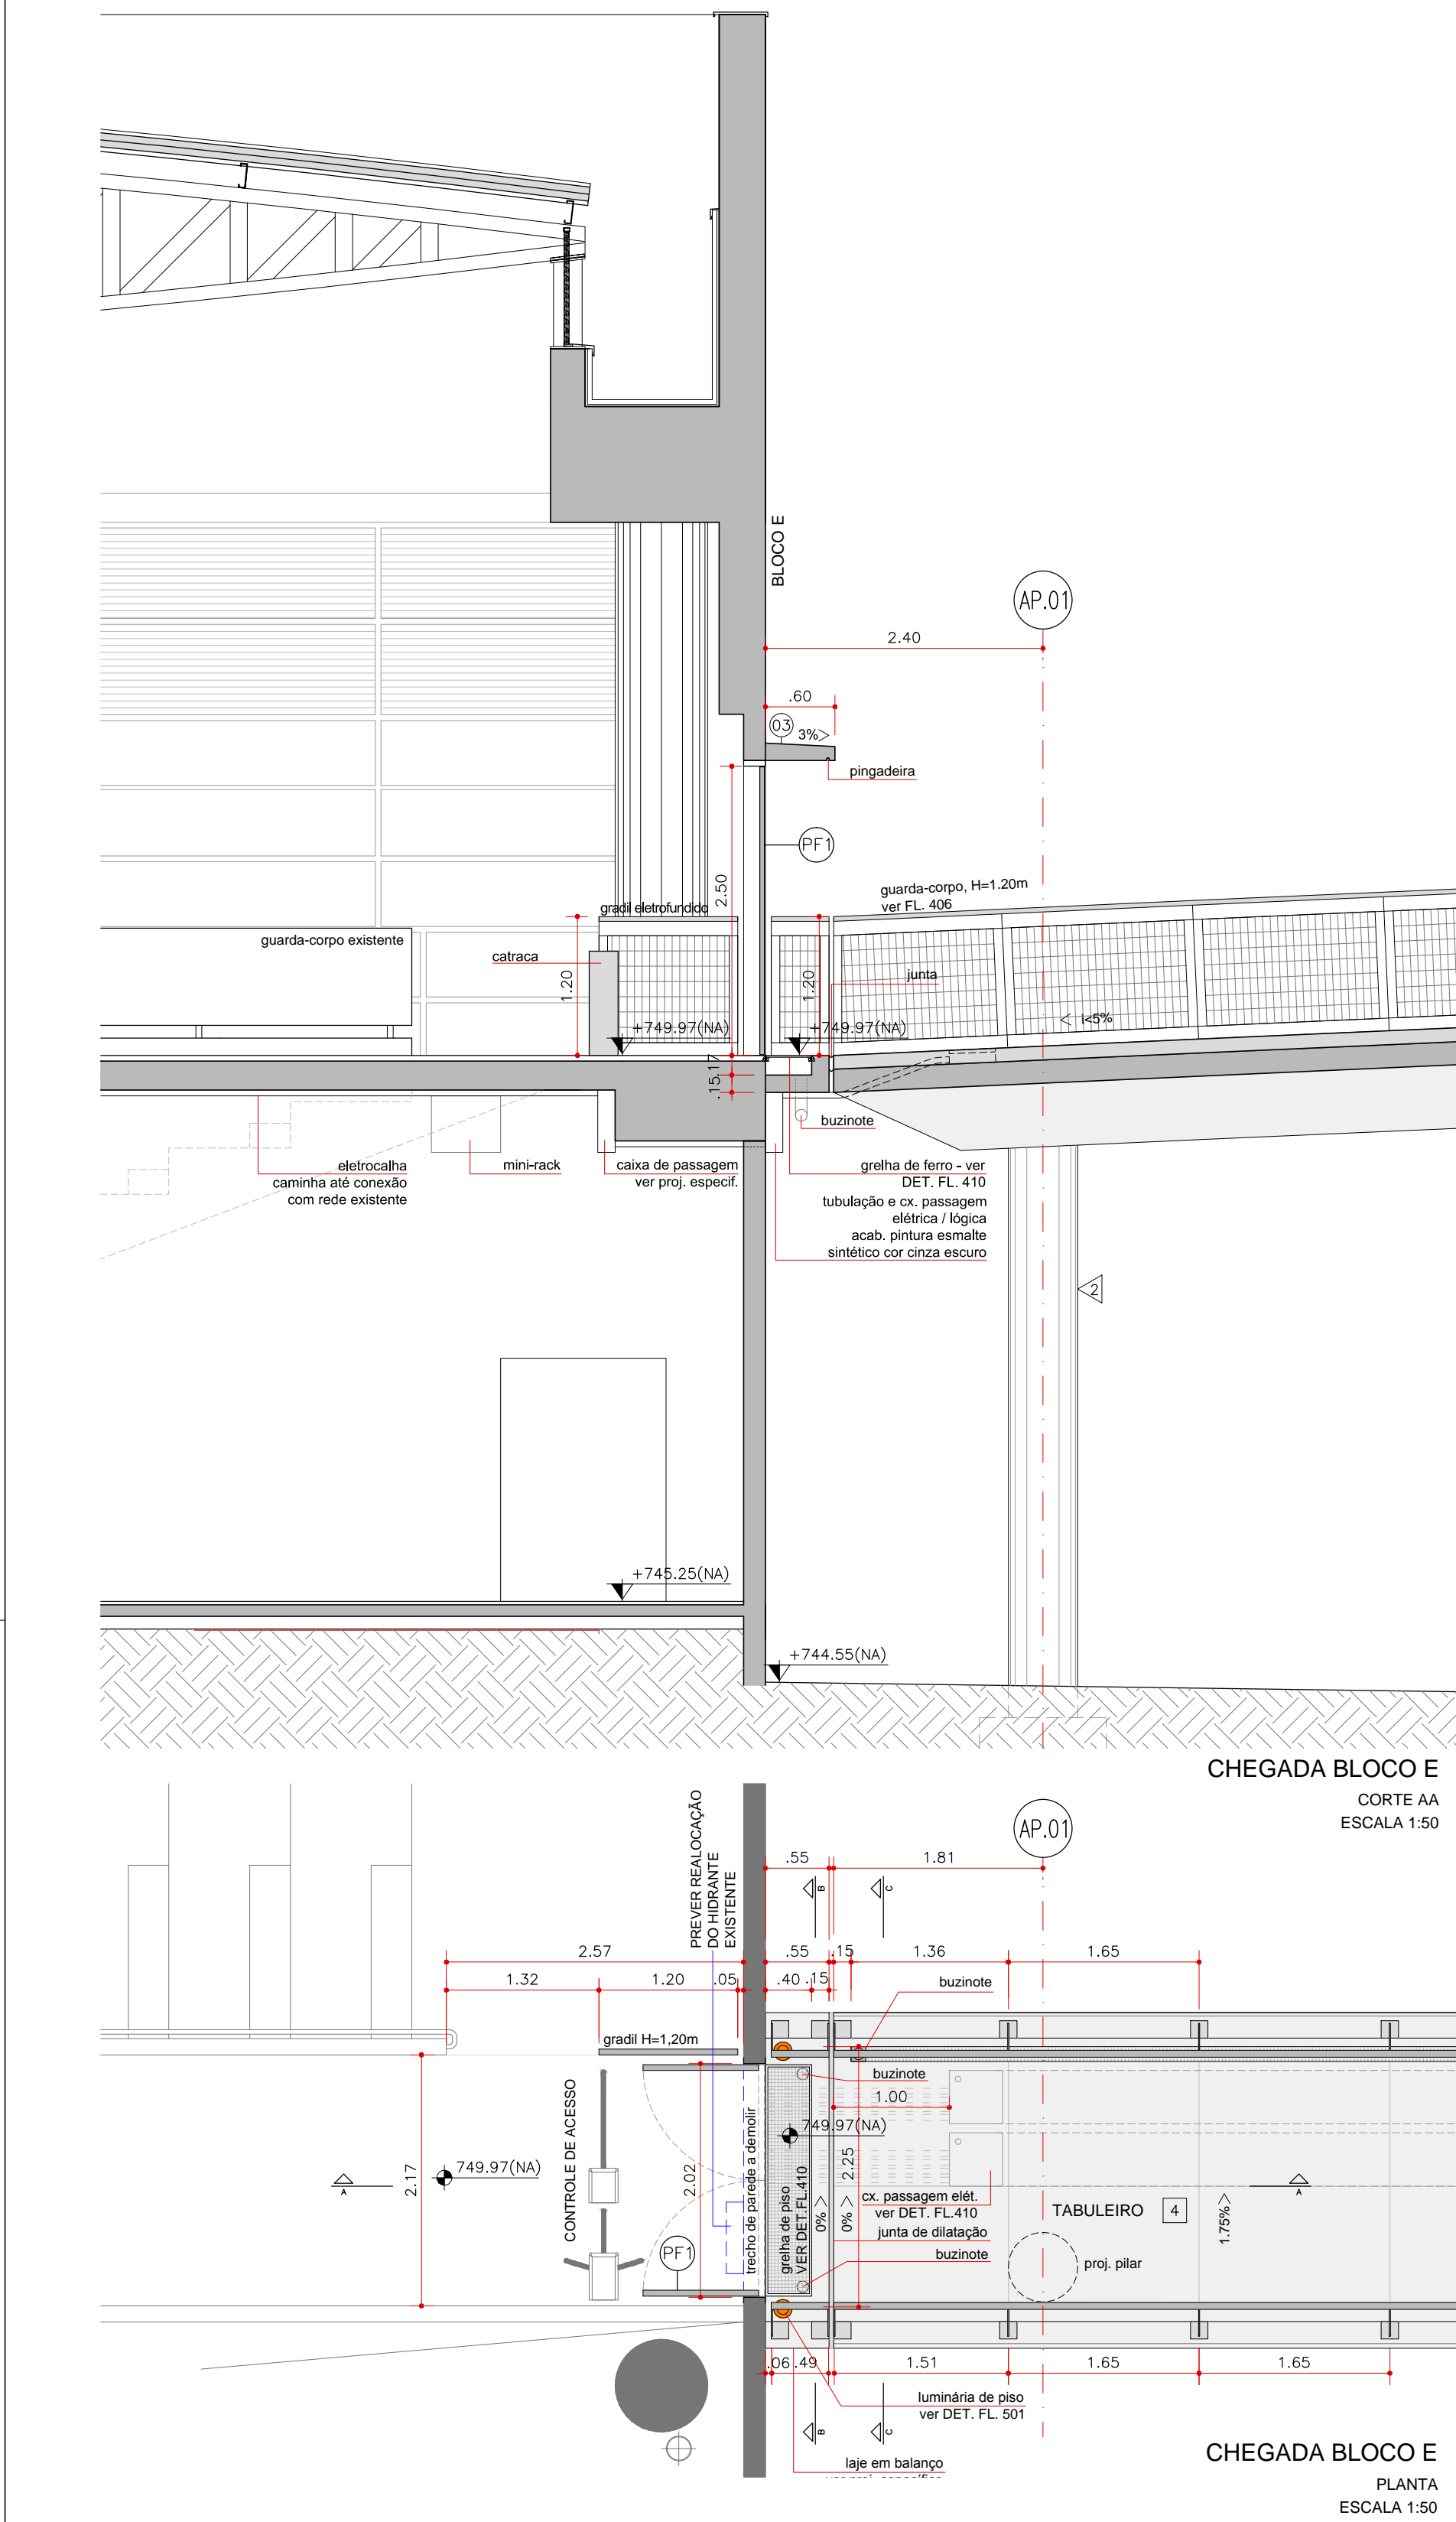 BLOCO E
AP.01
2.40
.60
03
3%>
pingadeira
PF1
2.50
guarda-corpo, H=1.20m
ver FL. 406
gradil eletrofundido
guarda-corpo existente
catraca
1.20
1.20
junta
+749.97(NA)
+749.97(NA)
< i<5%
.17
.15
buzinote
eletrocalha
caminha até conexão
com rede existente
mini-rack
caixa de passagem
ver proj. especif.
grelha de ferro - ver
DET. FL. 410
tubulação e cx. passagem
elétrica / lógica
acab. pintura esmalte
sintético cor cinza escuro
2
+745.25(NA)
+744.55(NA)
CHEGADA BLOCO E
CORTE AA
ESCALA 1:50
PREVER REALOCAÇÃO
DO HIDRANTE
EXISTENTE
AP.01
.55
1.81
B
C
2.57
.55
.15
1.36
1.65
1.32
1.20
.05
.40
.15
buzinote
gradil H=1,20m
buzinote
1.00
CONTROLE DE ACESSO
749.97(NA)
2.17
749.97(NA)
A
2.02
trecho de parede a demolir
grelha de piso
VER DET.FL.410
0% >
0% >
2.25
cx. passagem elét.
ver DET. FL.410
junta de dilatação
buzinote
TABULEIRO
4
1.75%>
A
PF1
proj. pilar
.06
.49
1.51
1.65
1.65
luminária de piso
ver DET. FL. 501
B
C
laje em balanço
CHEGADA BLOCO E
PLANTA
ESCALA 1:50